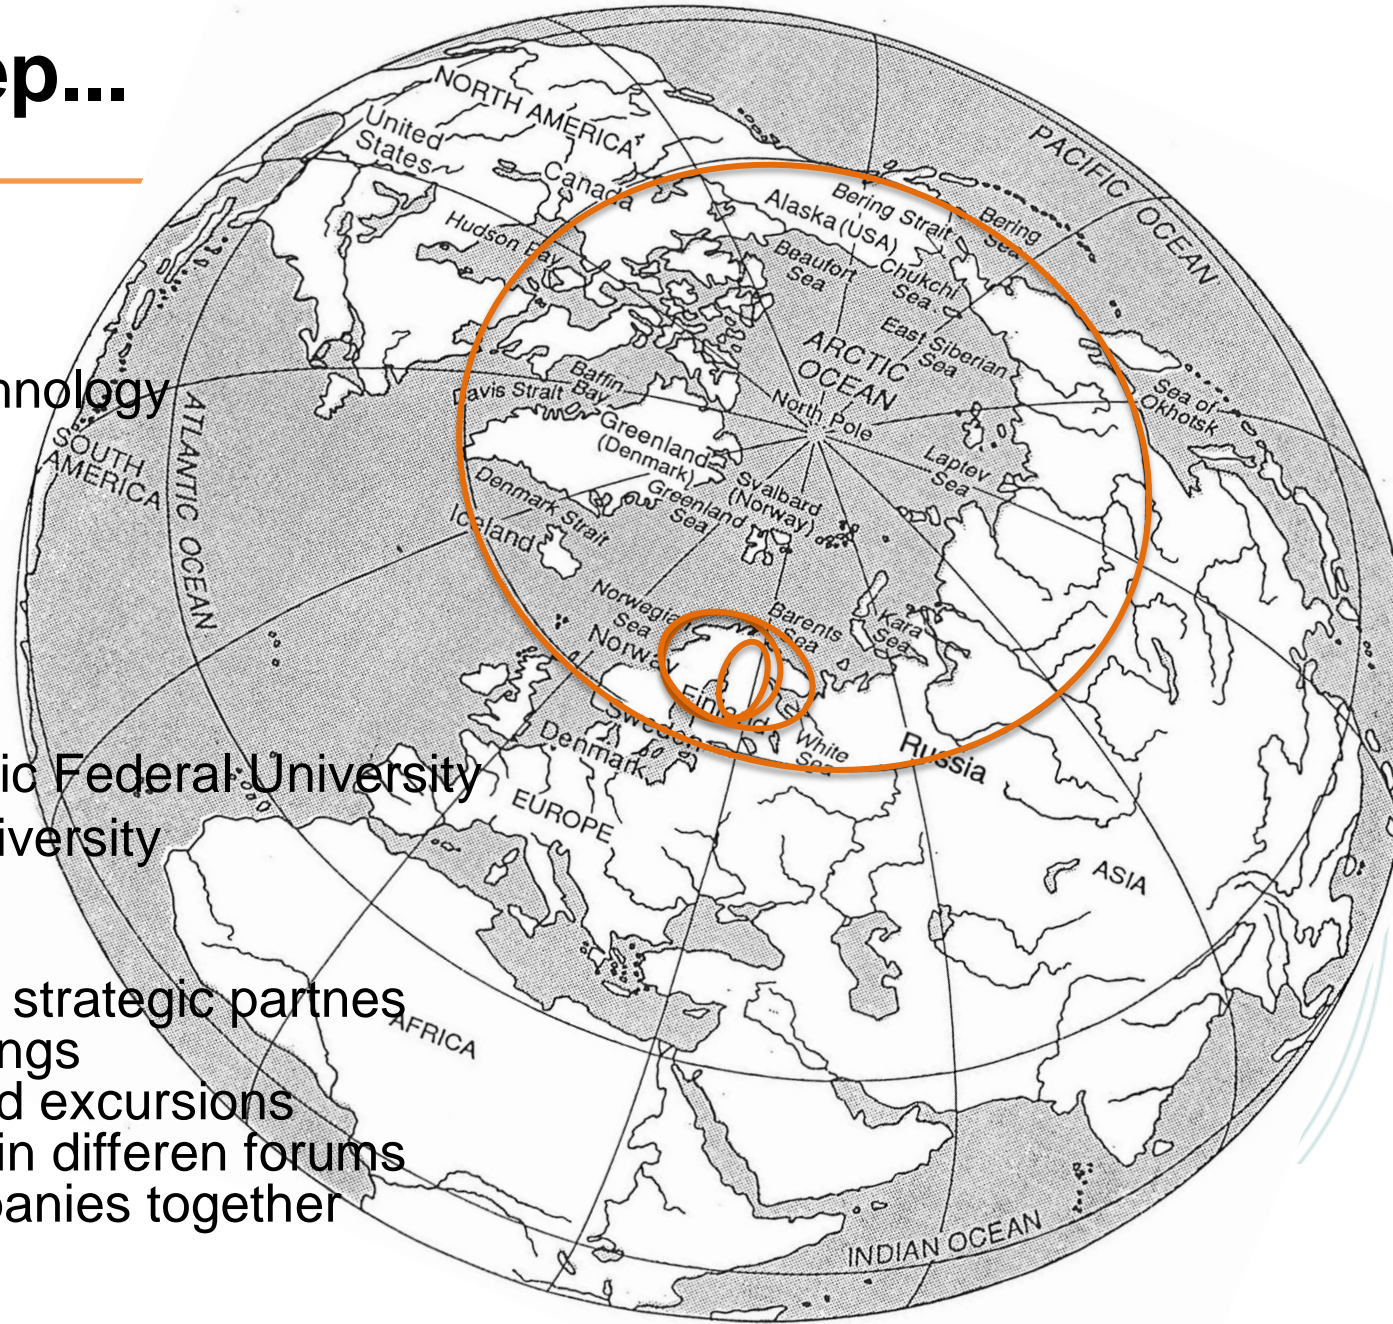 ep...
hnology
ic Federal University
iversity
strategic partnes
ngs
d excursions
in differen forums
panies together
NORTH AMERICA
United
States
Canada
Hudson Bay
Alaska (USA)
Bering Strait
Bering
Sea
PACIFIC OCEAN
Beaufort
Sea
Chukchi
Sea
East Siberian
Sea
ARCTIC
OCEAN
North Pole
Sea of
Okhotsk
Laptev
Sea
Baffin
Bay
Davis Strait
Greenland
(Denmark)
Svalbard
(Norway)
Greenland
Sea
Denmark Strait
Iceland
ATLANTIC OCEAN
SOUTH
AMERICA
Norwegian
Sea
Norway
Barents
Sea
Kara
Sea
Finland
Sweden
Denmark
White
Sea
Russia
EUROPE
ASIA
AFRICA
INDIAN OCEAN